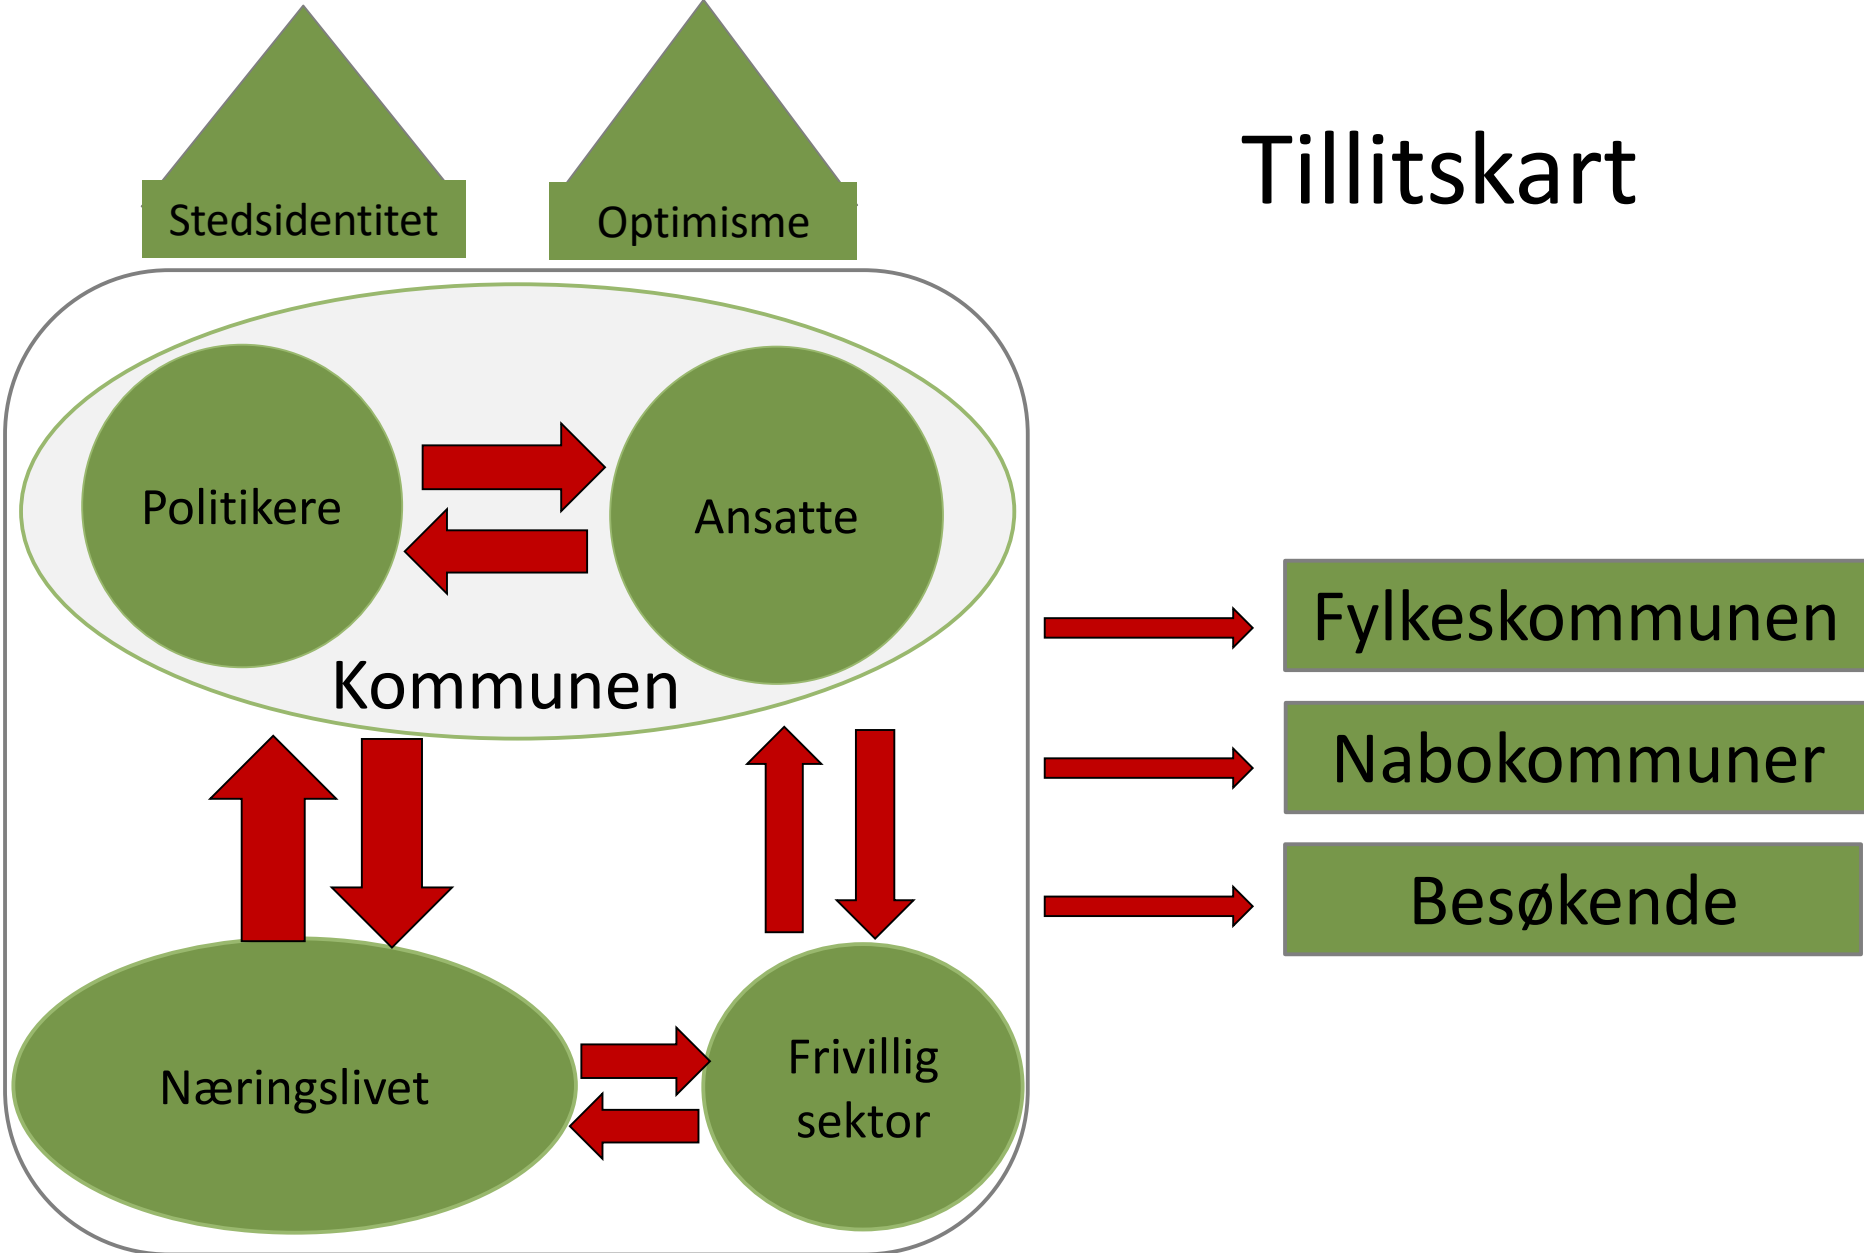 Tillitskart
Stedsidentitet
Optimisme
Politikere
Ansatte
Kommunen
Fylkeskommunen
Nabokommuner
Besøkende
Næringslivet
Frivillig
sektor